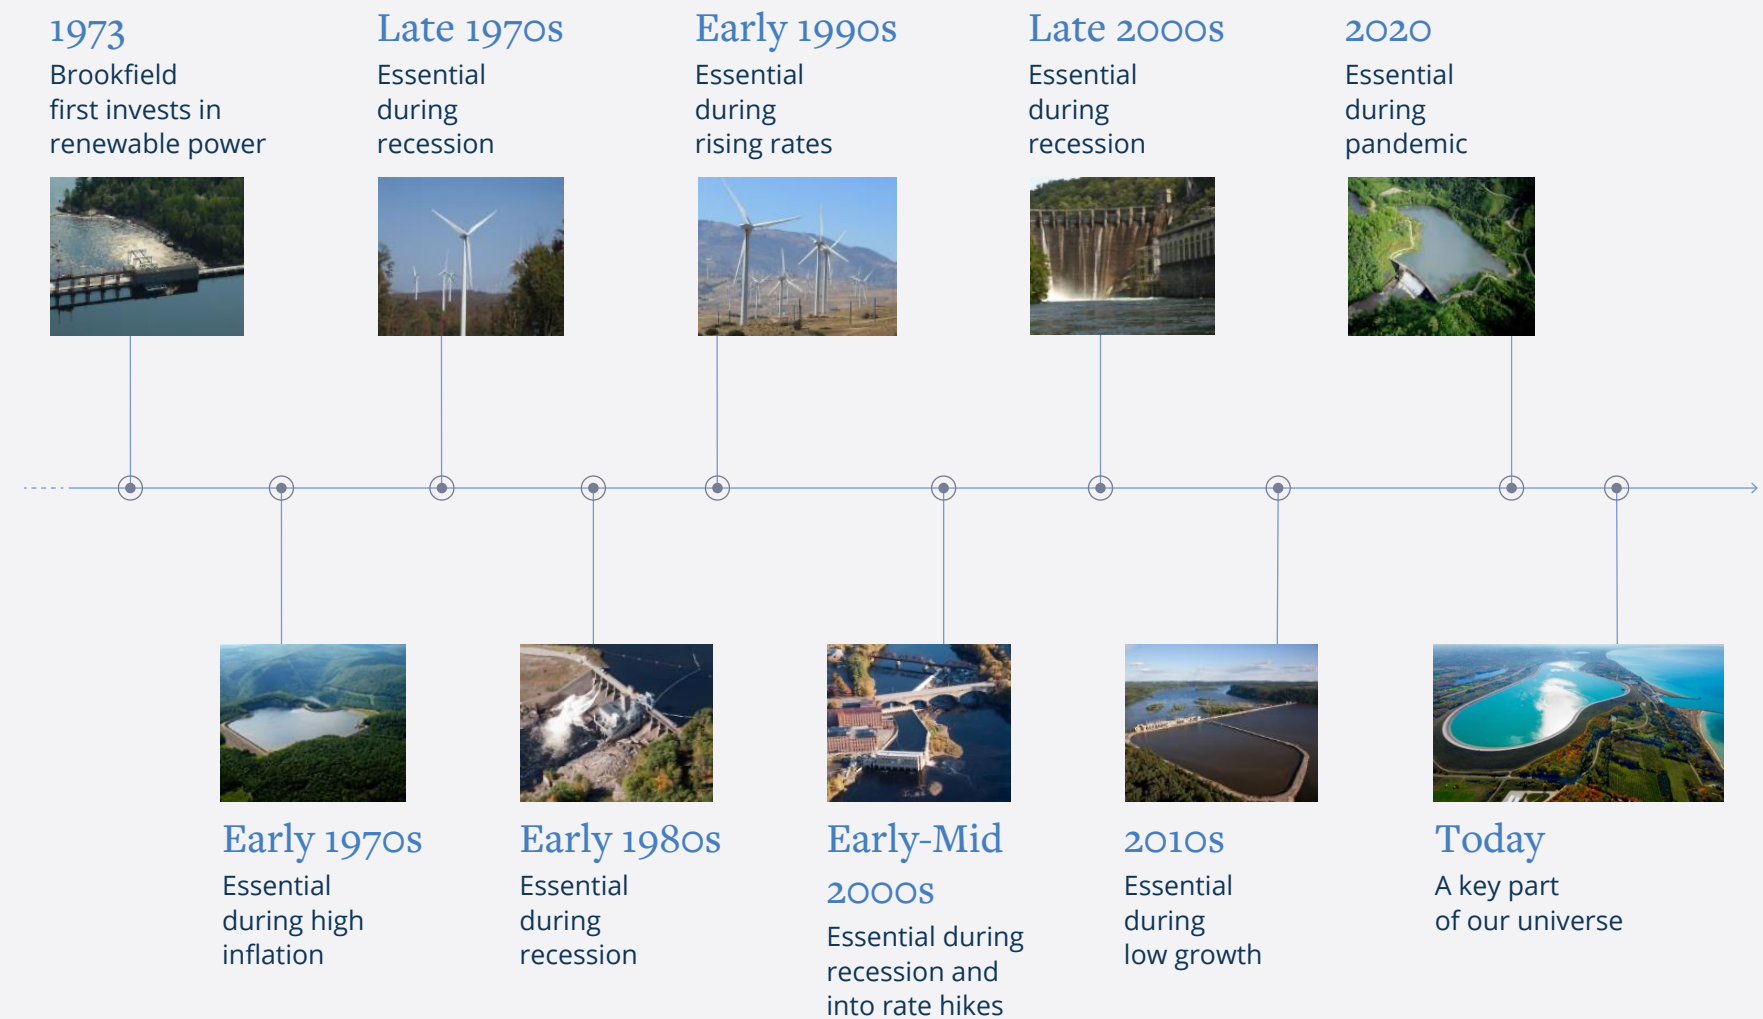 1973
Brookfield
first invests in
renewable power
Late 1970s
Essential
during
recession
Early 1990s
Essential
during
rising rates
Late 2000s
Essential
during
recession
2020
Essential
during
pandemic
Early 1970s
Essential
during high
inflation
Early 1980s
Essential
during
recession
Early-Mid
2000s
Essential during
recession and
into rate hikes
2010s
Essential
during
low growth
Today
A key part
of our universe